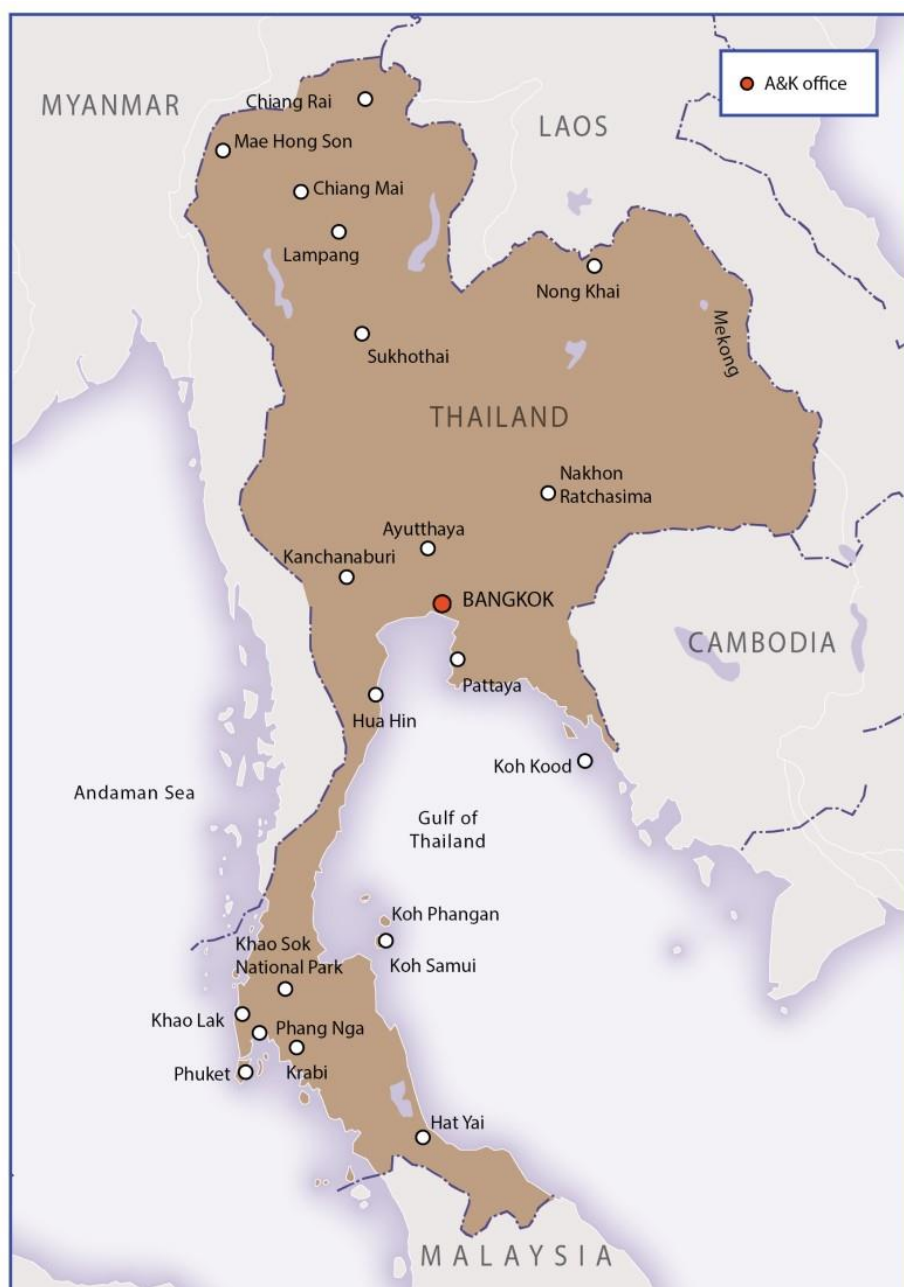 A&K office
MYANMAR
Chiang Rai
LAOS
Mae Hong Son
Chiang Mai
Lampang
Nong Khai
Mekong
Sukhothai
THAILAND
Nakhon
Ratchasima
Ayutthaya
Kanchanaburi
BANGKOK
CAMBODIA
Pattaya
Hua Hin
Koh Kood
Andaman Sea
Gulf of
Thailand
Koh Phangan
Khao Sok
National Park
Koh Samui
Khao Lak
Phang Nga
Phuket
Krabi
Hat Yai
MALAYSIA